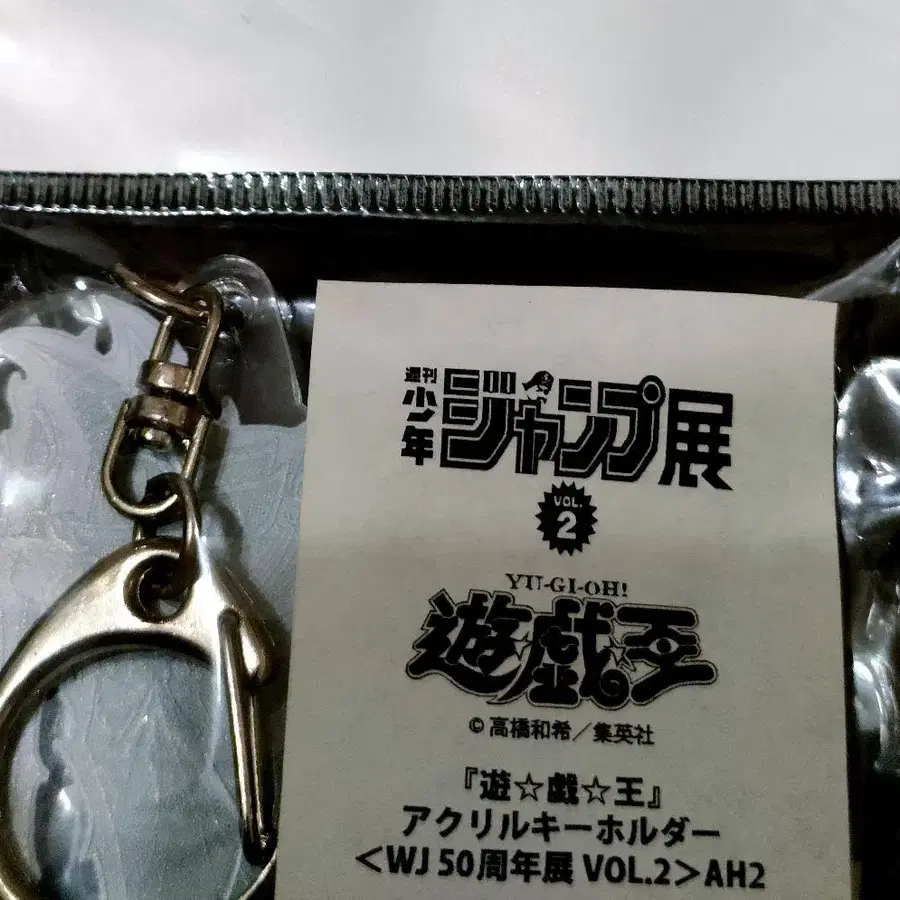 週刊
少年
ジャンプ展
VOL.
2
YU-GI-OH!
遊☆戯☆王
©高橋和希／集英社
『遊☆戯☆王』
アクリルキーホルダー
＜WJ 50周年展 VOL.2＞AH2